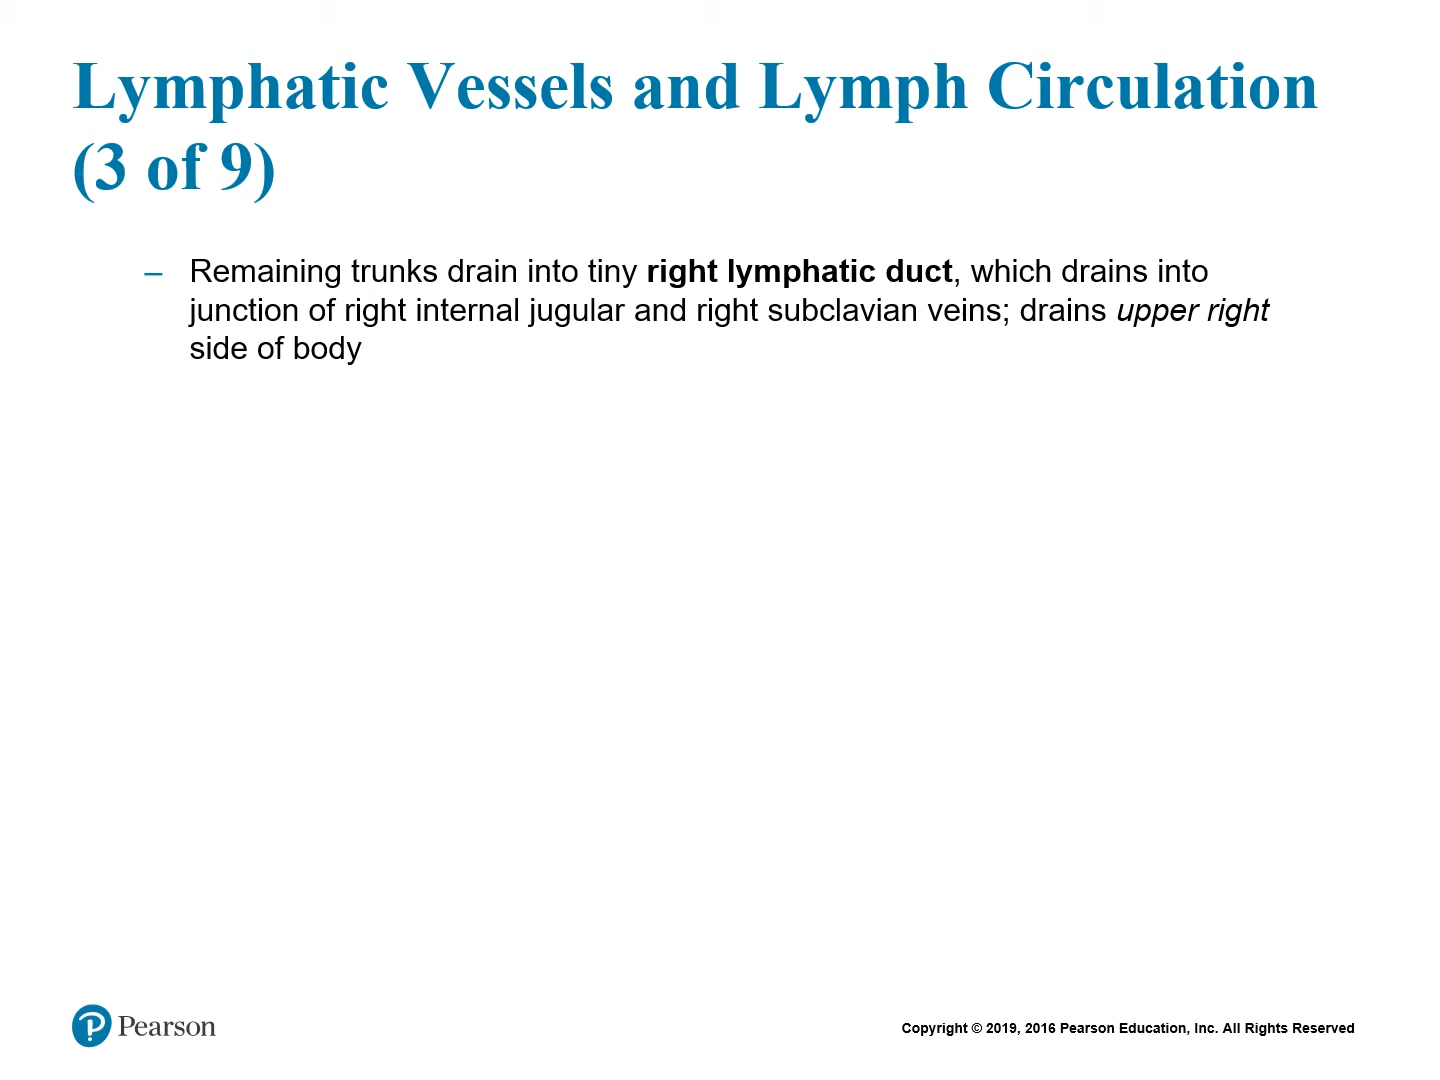 Lymphatic Vessels and Lymph Circulation
(3 of 9)
– Remaining trunks drain into tiny right lymphatic duct, which drains into
junction of right internal jugular and right subclavian veins; drains upper right
side of body
Pearson
Copyright © 2019, 2016 Pearson Education, Inc. All Rights Reserved